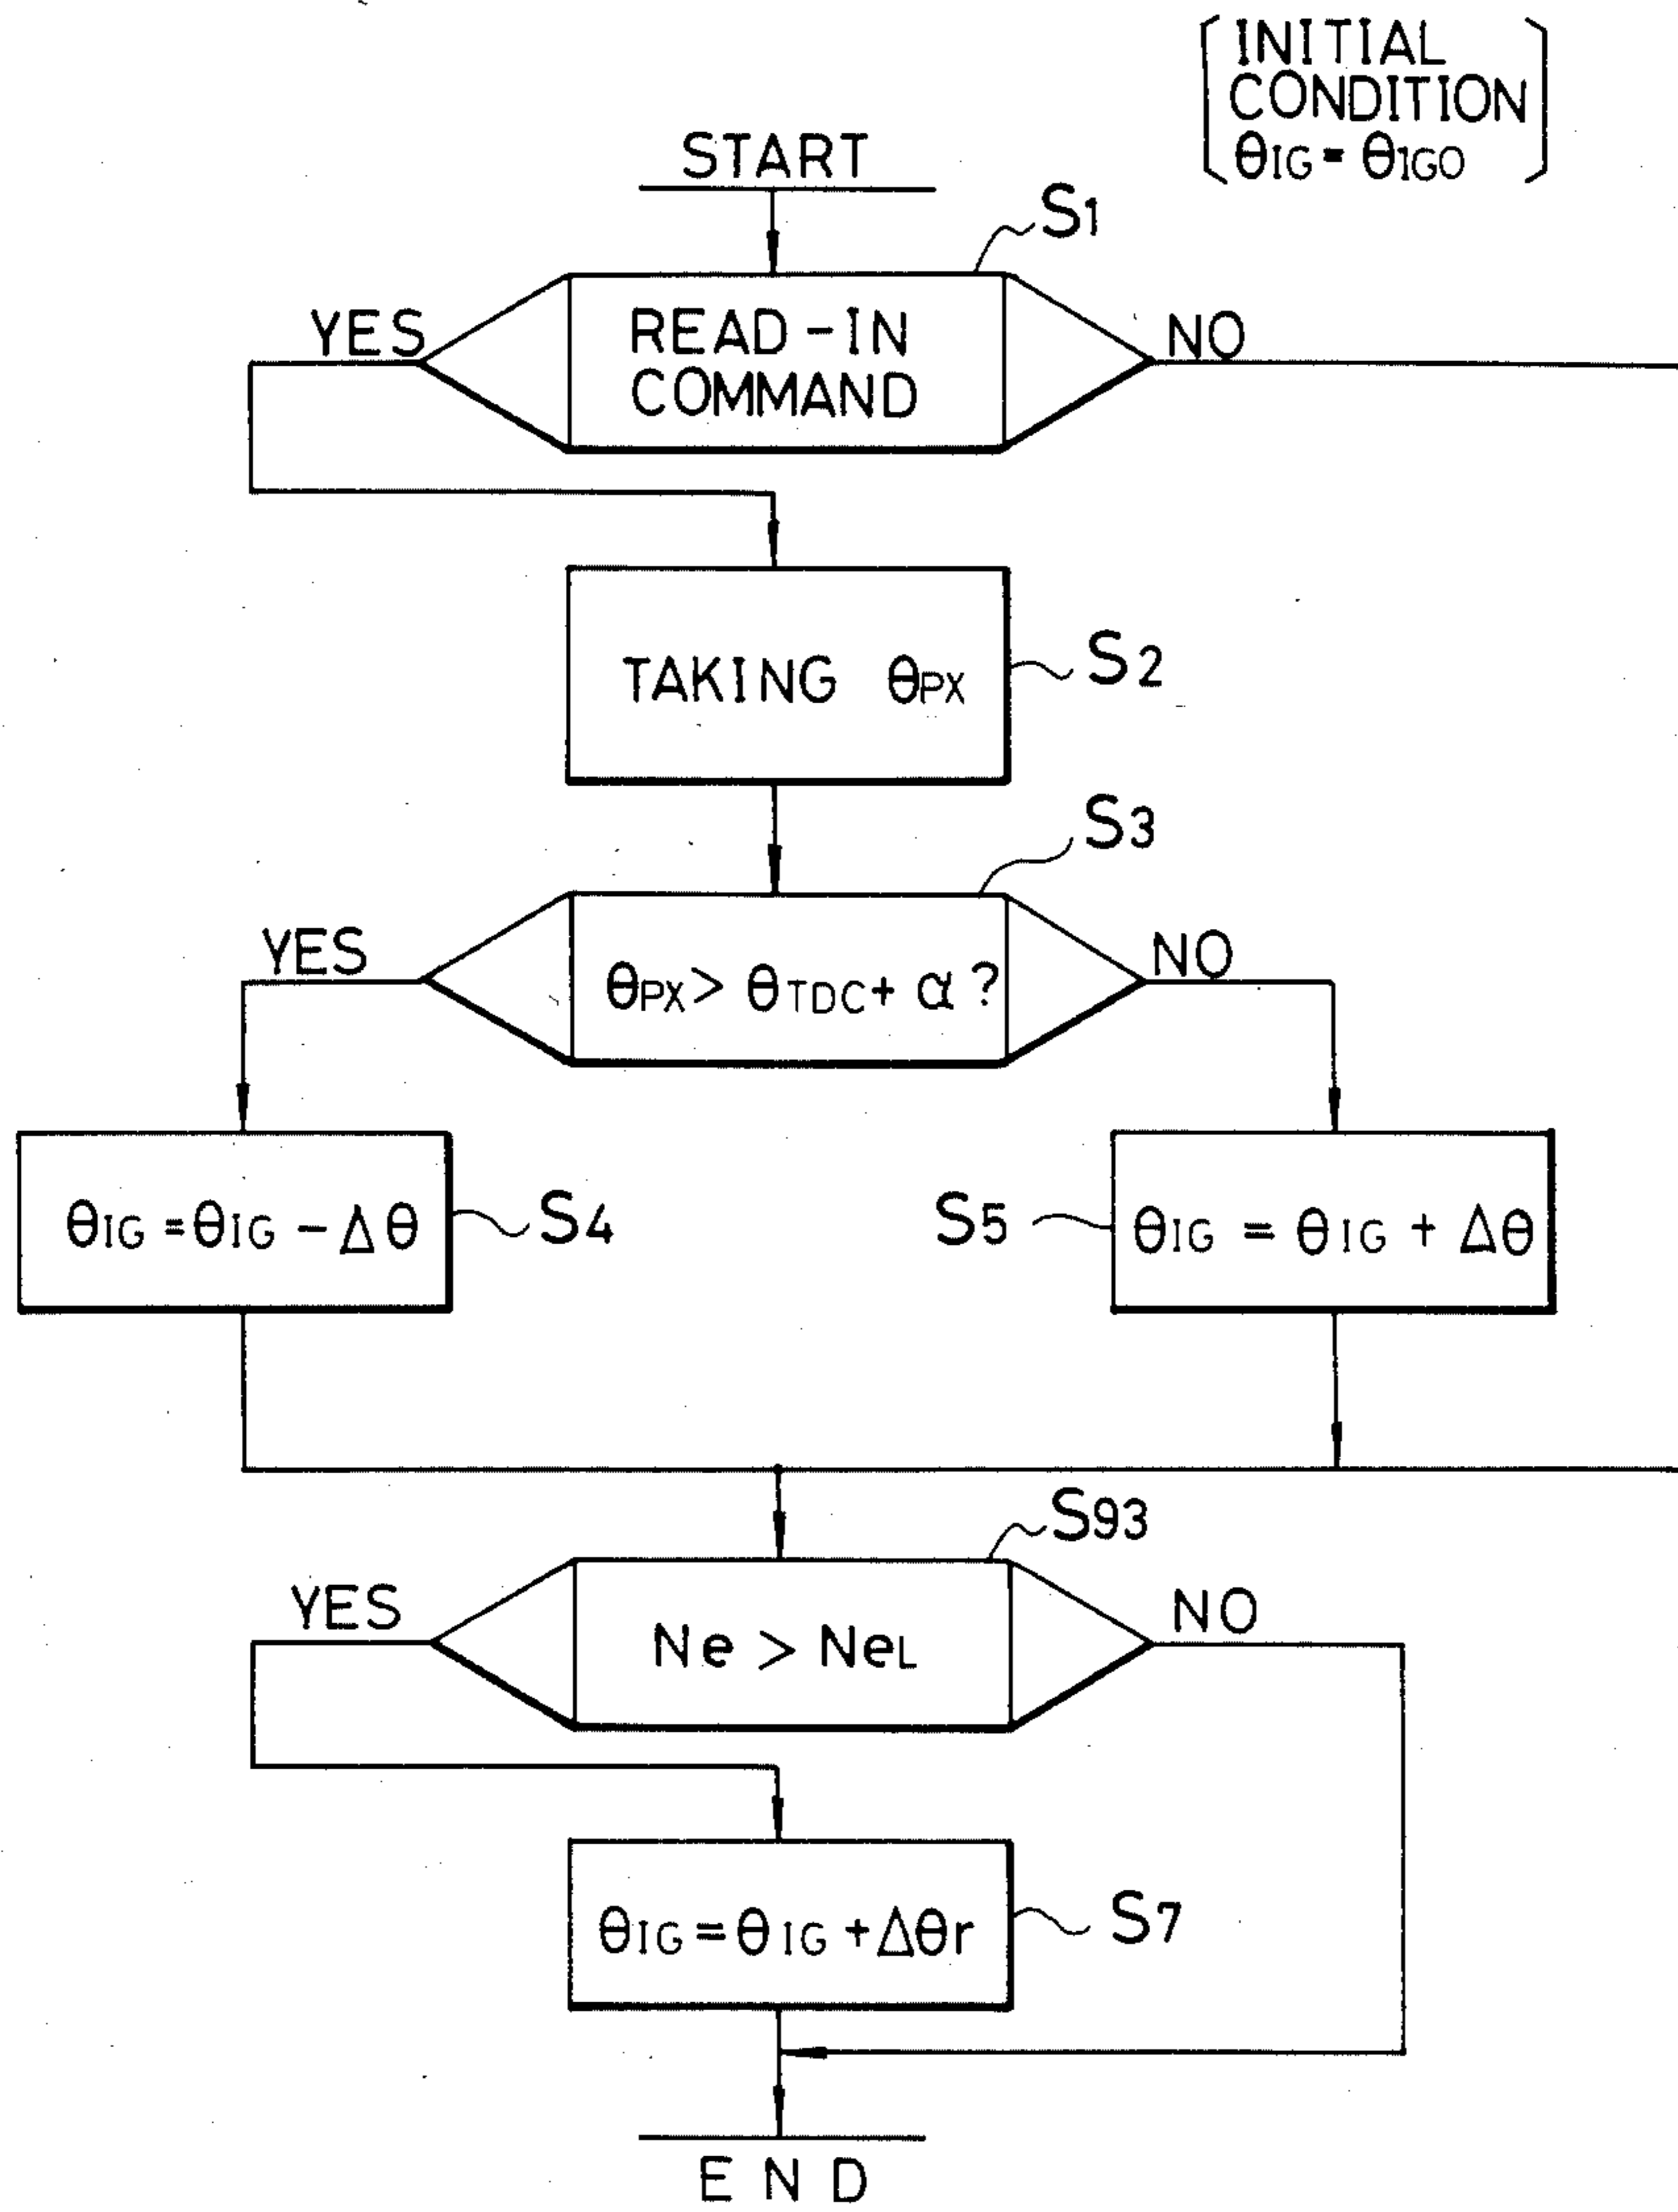 INITIAL
CONDITION
θIG = θIGO
START
S1
YES
READ-IN
COMMAND
NO
TAKING θPX
S2
S3
YES
θPX > θTDC + α ?
NO
θIG = θIG - Δθ
S4
S5
θIG = θIG + Δθ
S93
YES
Ne > NeL
NO
θIG = θIG + Δθr
S7
END